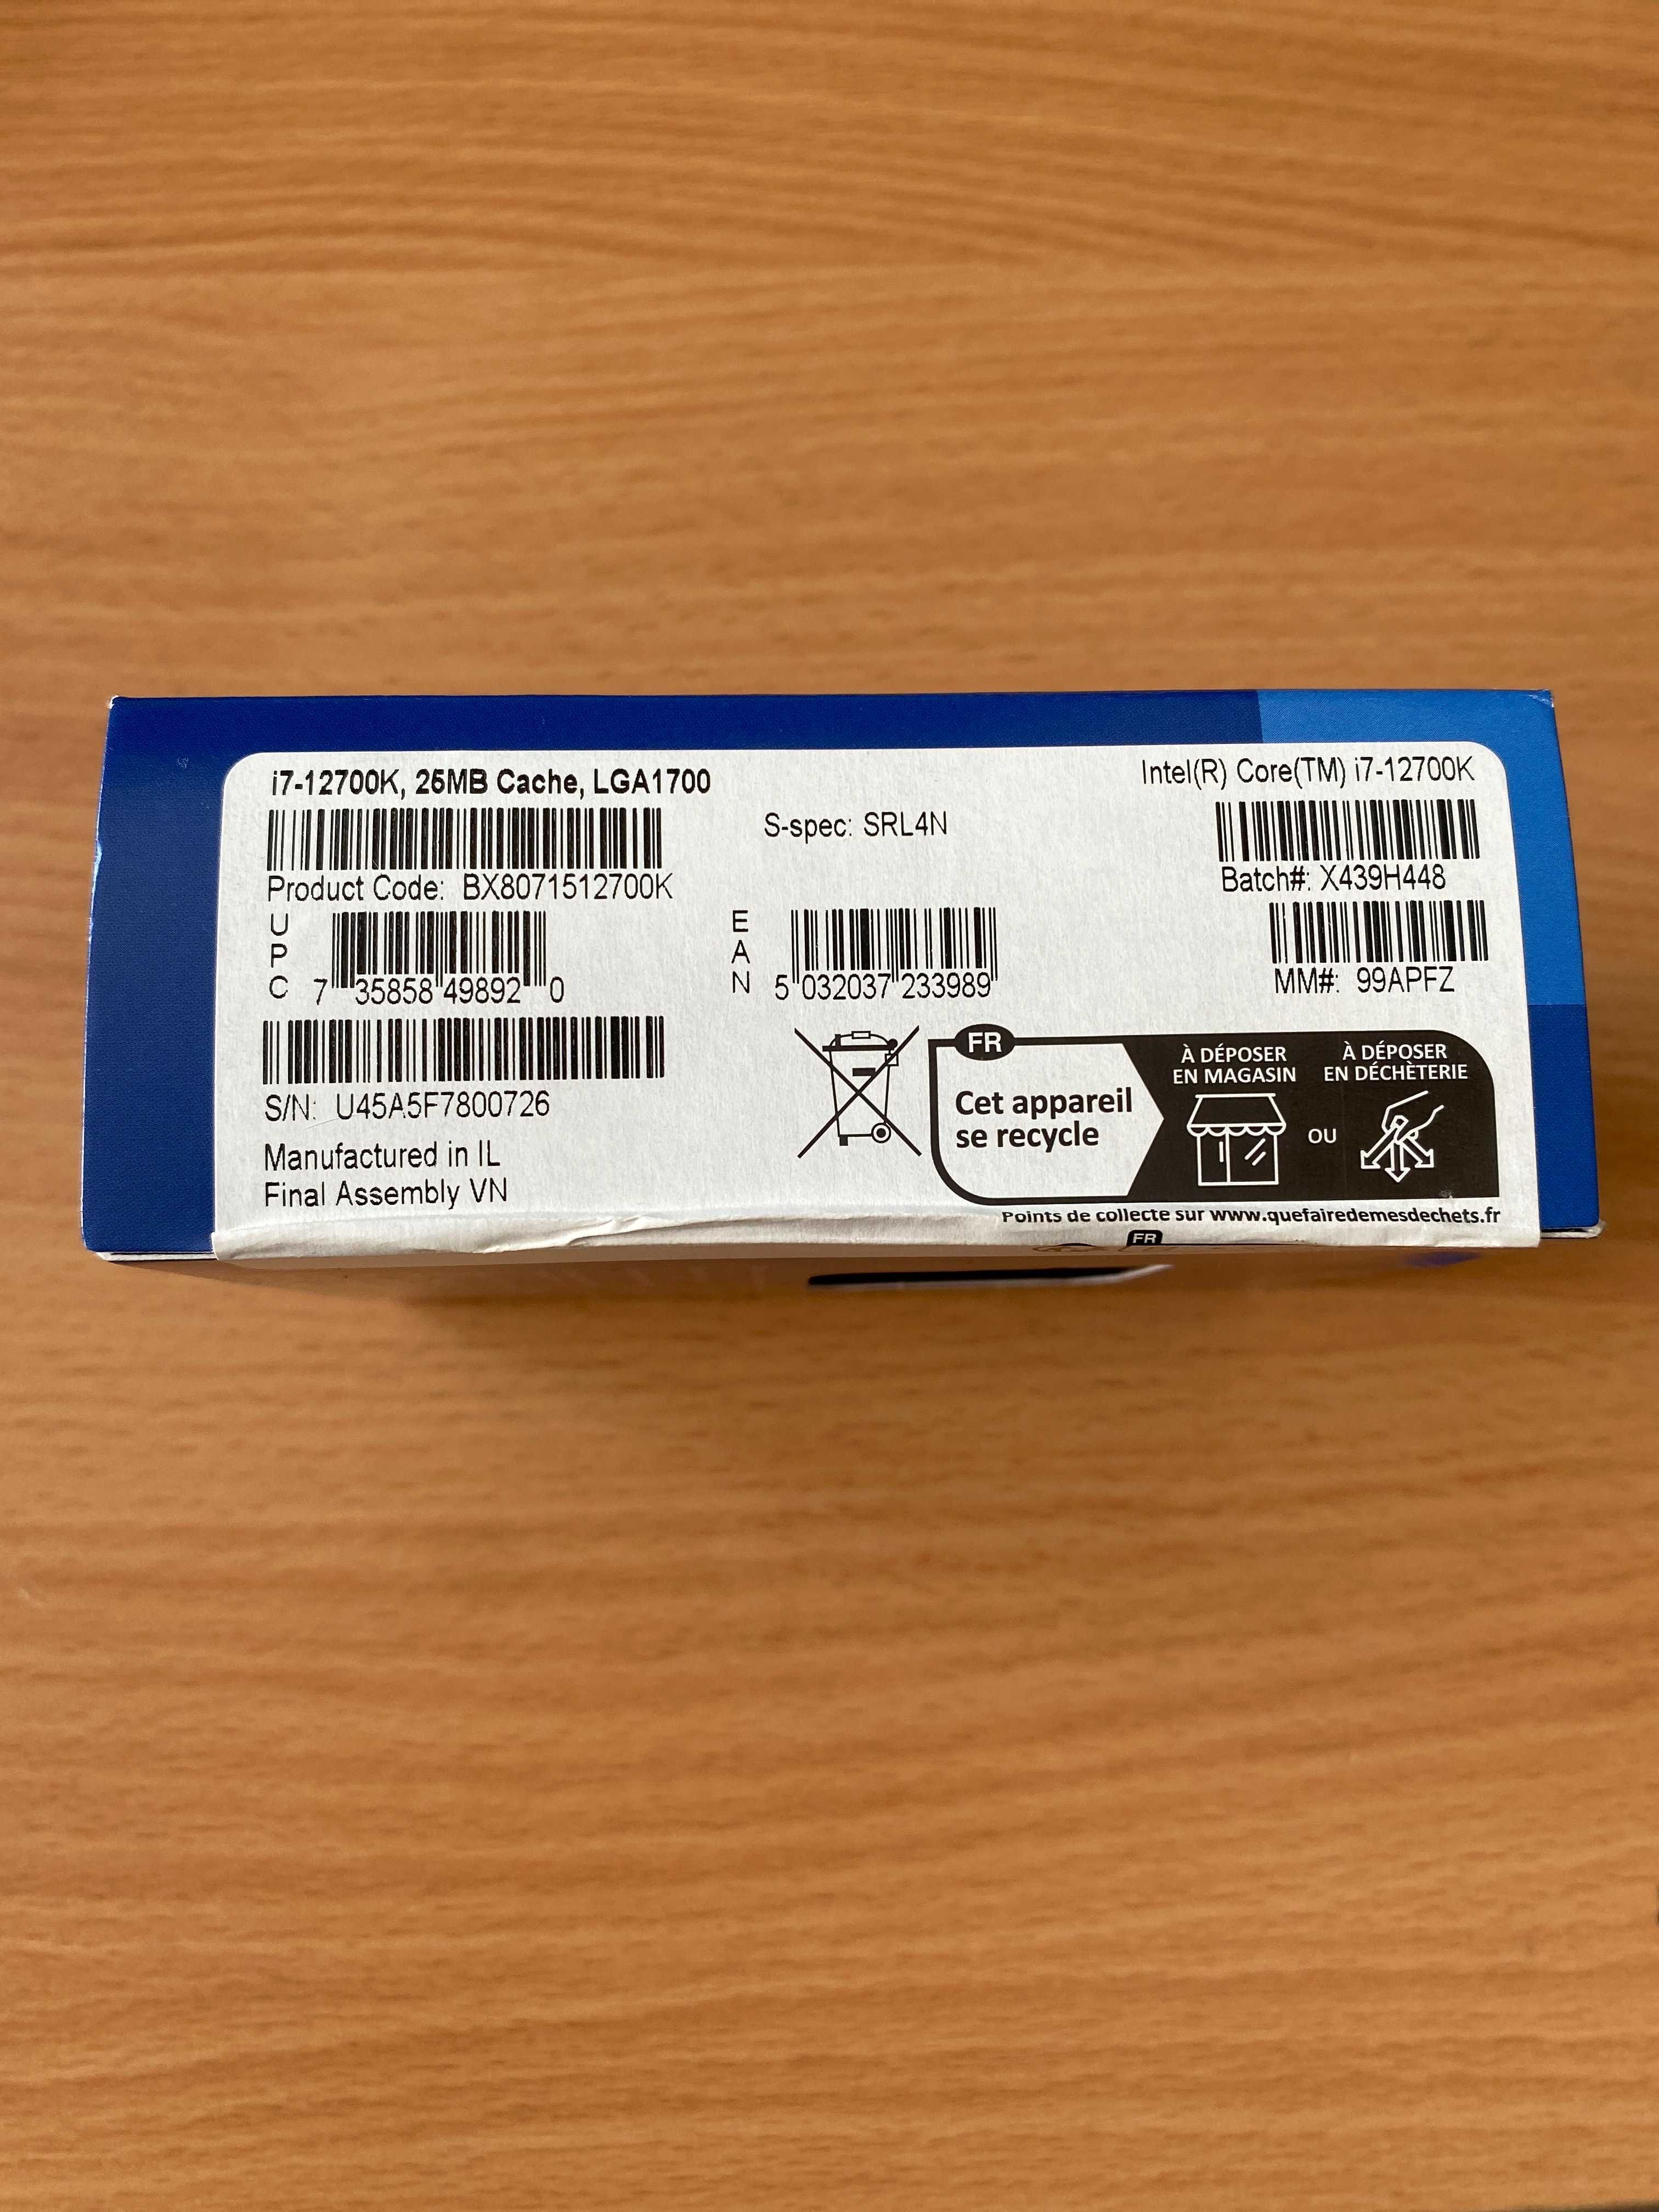 i7-12700K, 25MB Cache, LGA1700
Intel(R) Core(TM) i7-12700K
S-spec: SRL4N
Product Code: BX8071512700K
Batch#: X439H448
UPC
7 35858 49892 0
EAN
5 032037 233989
MM#: 99APFZ
S/N: U45A5F7800726
Manufactured in IL
Final Assembly VN
FR
Cet appareil
se recycle
À DÉPOSER
EN MAGASIN
OU
À DÉPOSER
EN DÉCHÈTERIE
Points de collecte sur www.quefairedemesdechets.fr
FR